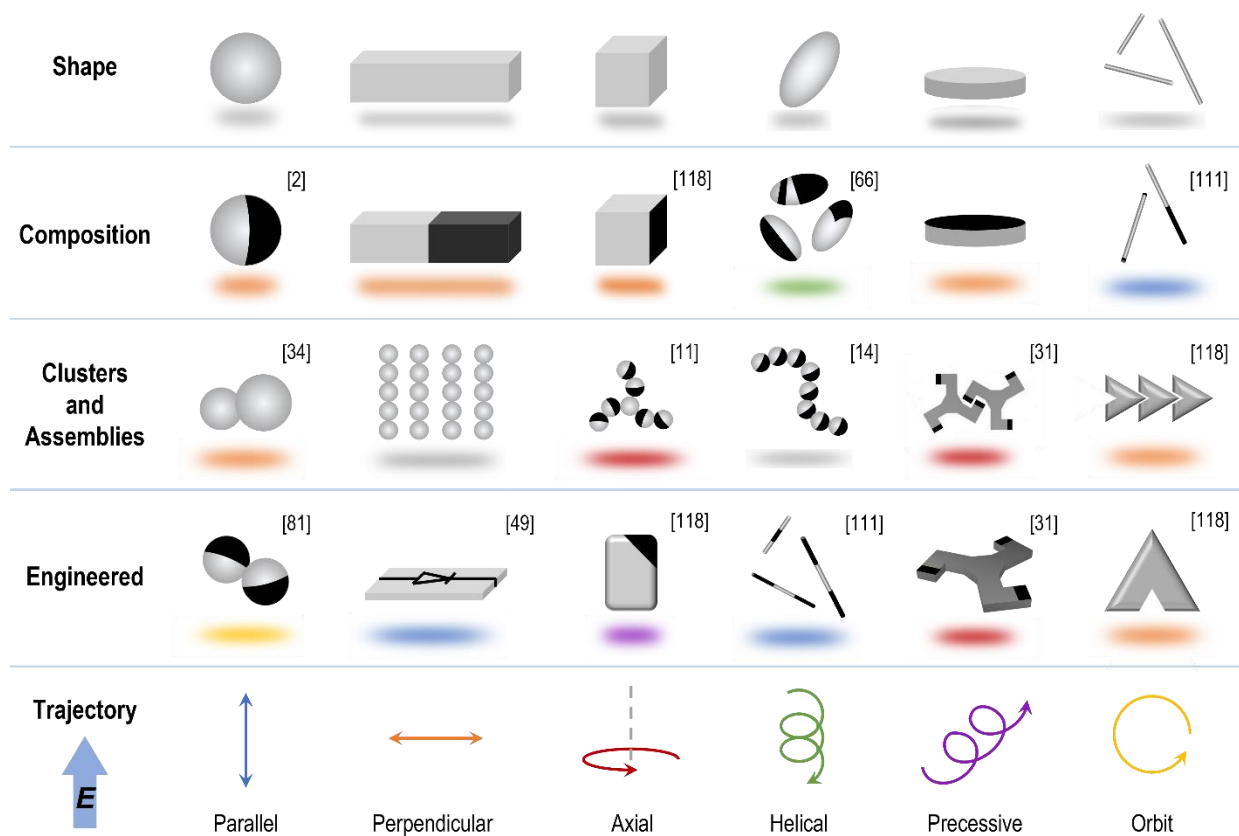 Shape
[2]
[118]
[66]
[111]
Composition
[34]
[11]
[14]
[31]
[118]
Clusters
and
Assemblies
[81]
[49]
[118]
[111]
[31]
[118]
Engineered
Trajectory
E
Parallel
Perpendicular
Axial
Helical
Precessive
Orbit